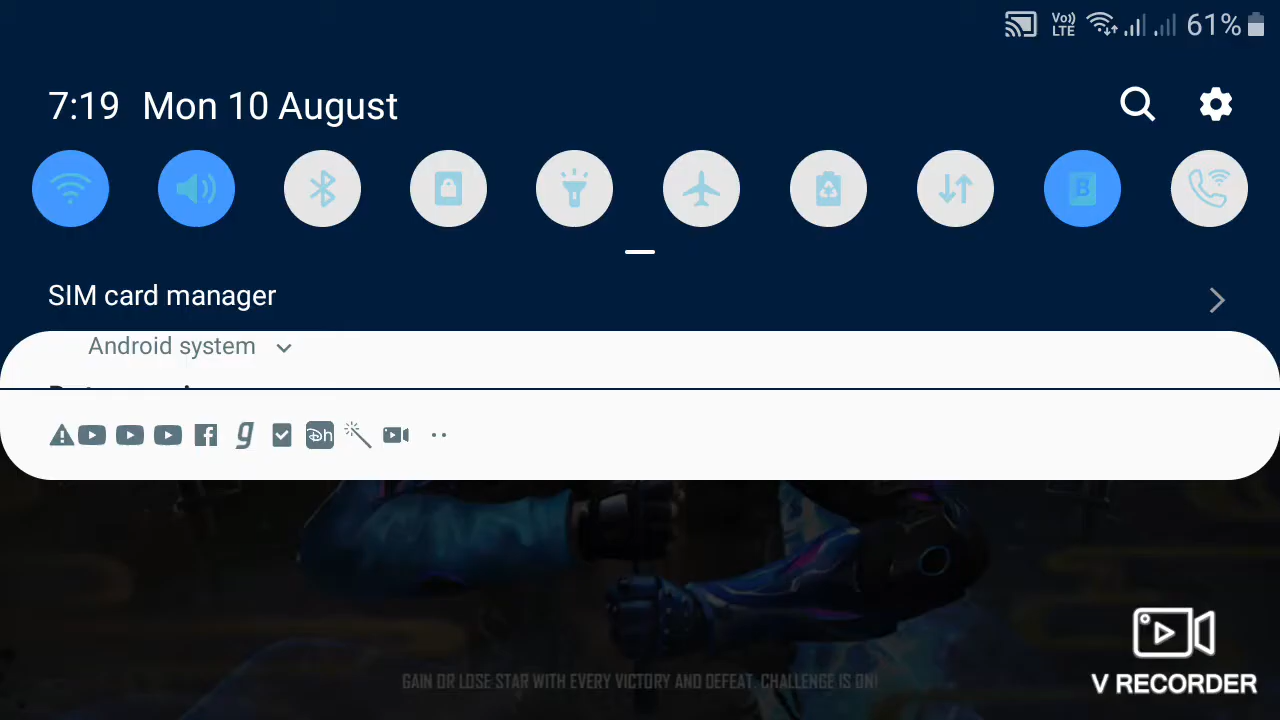 Vo)) LTE 61%
7:19 Mon 10 August
SIM card manager
Android system
GAIN OR LOSE STAR WITH EVERY VICTORY AND DEFEAT. CHALLENGE IS ON!
V RECORDER